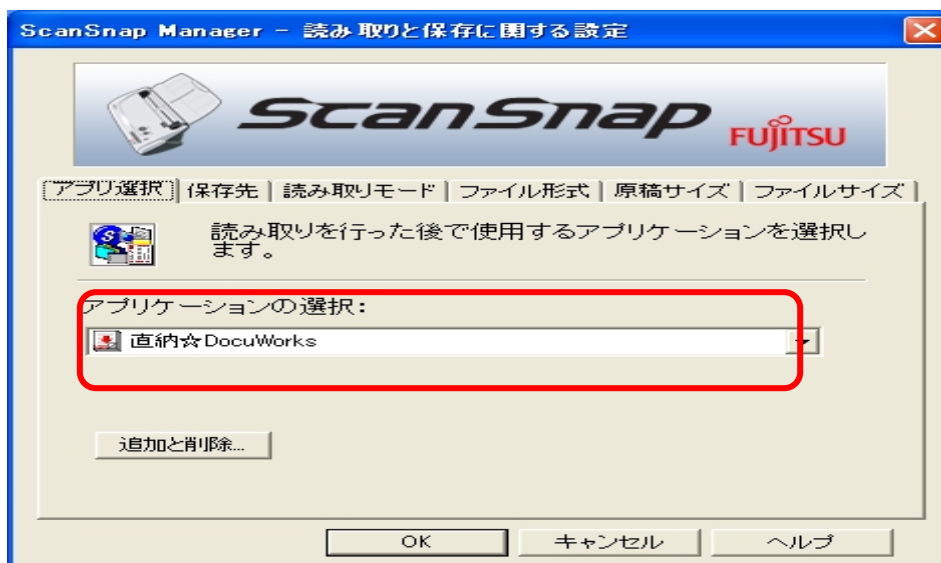 ScanSnap Manager - 読み取りと保存に関する設定
ScanSnap
FUJITSU
アプリ選択 保存先 読み取りモード ファイル形式 原稿サイズ ファイルサイズ
読み取りを行った後で使用するアプリケーションを選択し
ます。
アプリケーションの選択:
直納☆DocuWorks
追加と削除...
OK キャンセル ヘルプ